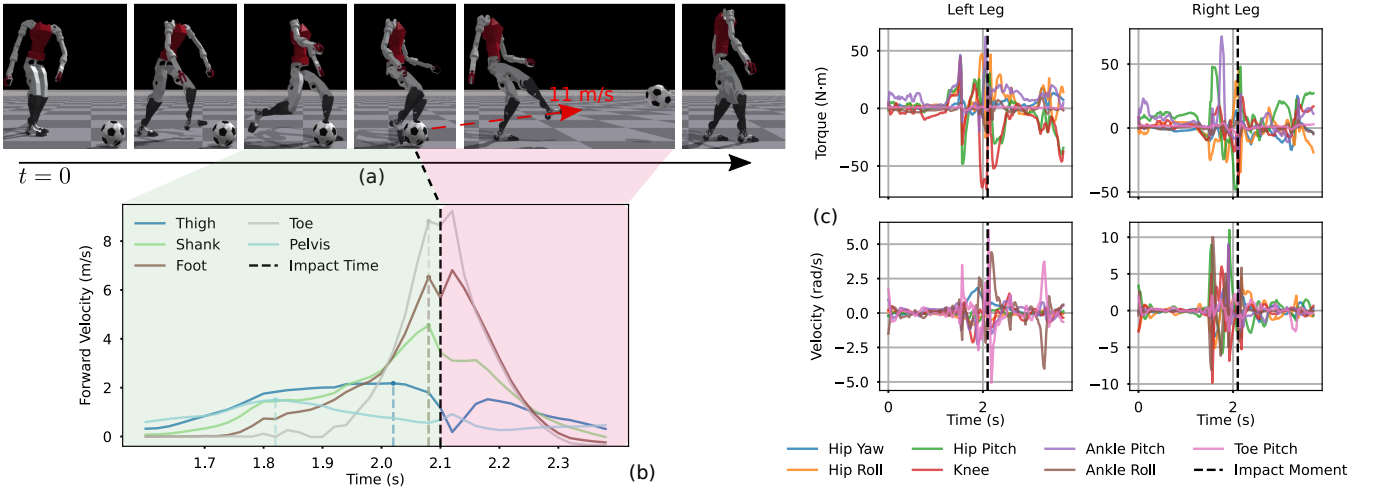 11 m/s
t = 0
(a)
Thigh
Shank
Foot
Toe
Pelvis
Impact Time
Forward Velocity (m/s)
8
6
4
2
0
1.7 1.8 1.9 2.0 2.1 2.2 2.3
Time (s)
(b)
Left Leg
Right Leg
Torque (N·m)
50
0
−50
50
0
−50
(c)
Velocity (rad/s)
5.0
2.5
0.0
−2.5
−5.0
0 2
Time (s)
10
5
0
−5
−10
0 2
Time (s)
Hip Yaw
Hip Roll
Hip Pitch
Knee
Ankle Pitch
Ankle Roll
Toe Pitch
Impact Moment